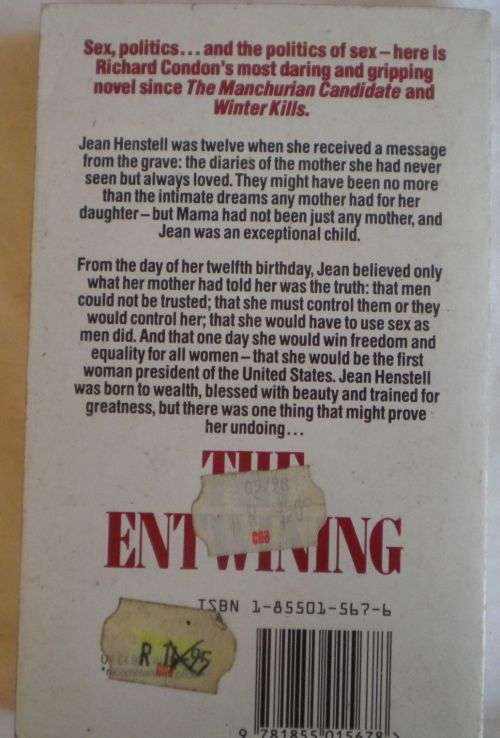 Sex, politics... and the politics of sex – here is
Richard Condon's most daring and gripping
novel since The Manchurian Candidate and
Winter Kills.
Jean Henstell was twelve when she received a message
from the grave: the diaries of the mother she had never
seen but always loved. They might have been no more
than the intimate dreams any mother had for her
daughter – but Mama had not been just any mother, and
Jean was an exceptional child.
From the day of her twelfth birthday, Jean believed only
what her mother had told her was the truth: that men
could not be trusted; that she must control them or they
would control her; that she would have to use sex as
men did. And that one day she would win freedom and
equality for all women – that she would be the first
woman president of the United States. Jean Henstell
was born to wealth, blessed with beauty and trained for
greatness, but there was one thing that might prove
her undoing...
THE
ENTWINING
05/98
cna
ISBN 1-85501-567-6
R
95
9 781855 015678 >